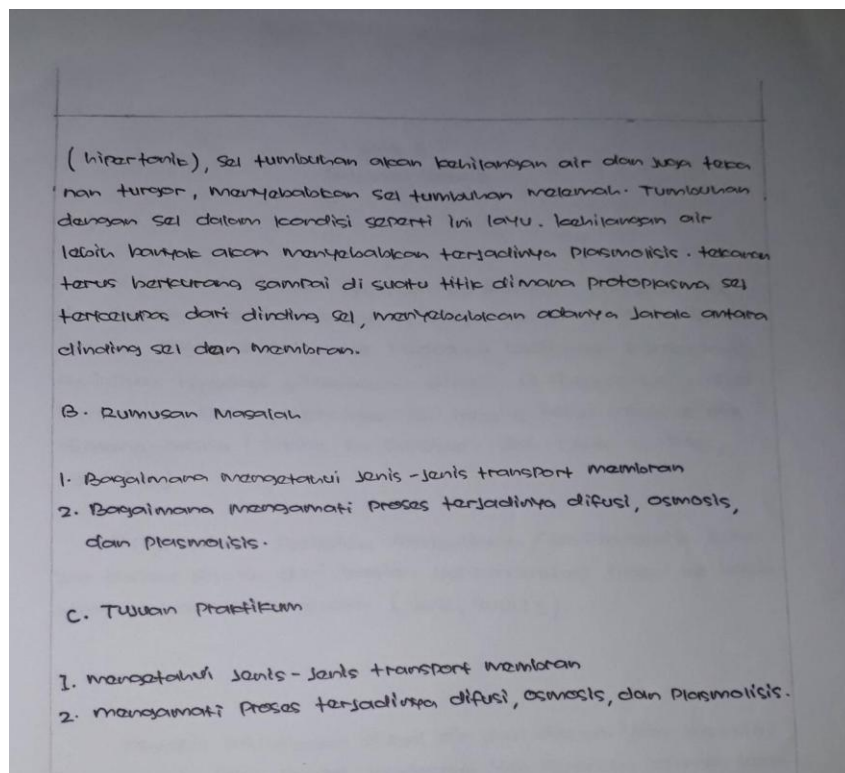 (hipertonik), sel tumbuhan akan kehilangan air dan juga teka
nan turgor, menyebabkan sel tumbuhan melemah. Tumbuhan
dengan sel dalam kondisi seperti ini layu. kehilangan air
lebih banyak akan menyebabkan terjadinya Plasmolisis. tekanan
terus berkurang sampai di suatu titik dimana protoplasma sel
terkelupas dari dinding sel, menyebabkan adanya Jarak antara
dinding sel dan membran.
B. Rumusan Masalah
1. Bagaimana mengetahui Jenis-Jenis transport membran
2. Bagaimana mengamati proses terjadinya difusi, osmosis,
dan Plasmolisis.
C. Tujuan Praktikum
1. mengetahui Jenis-Jenis transport membran
2. mengamati Proses terjadinya difusi, osmosis, dan Plasmolisis.